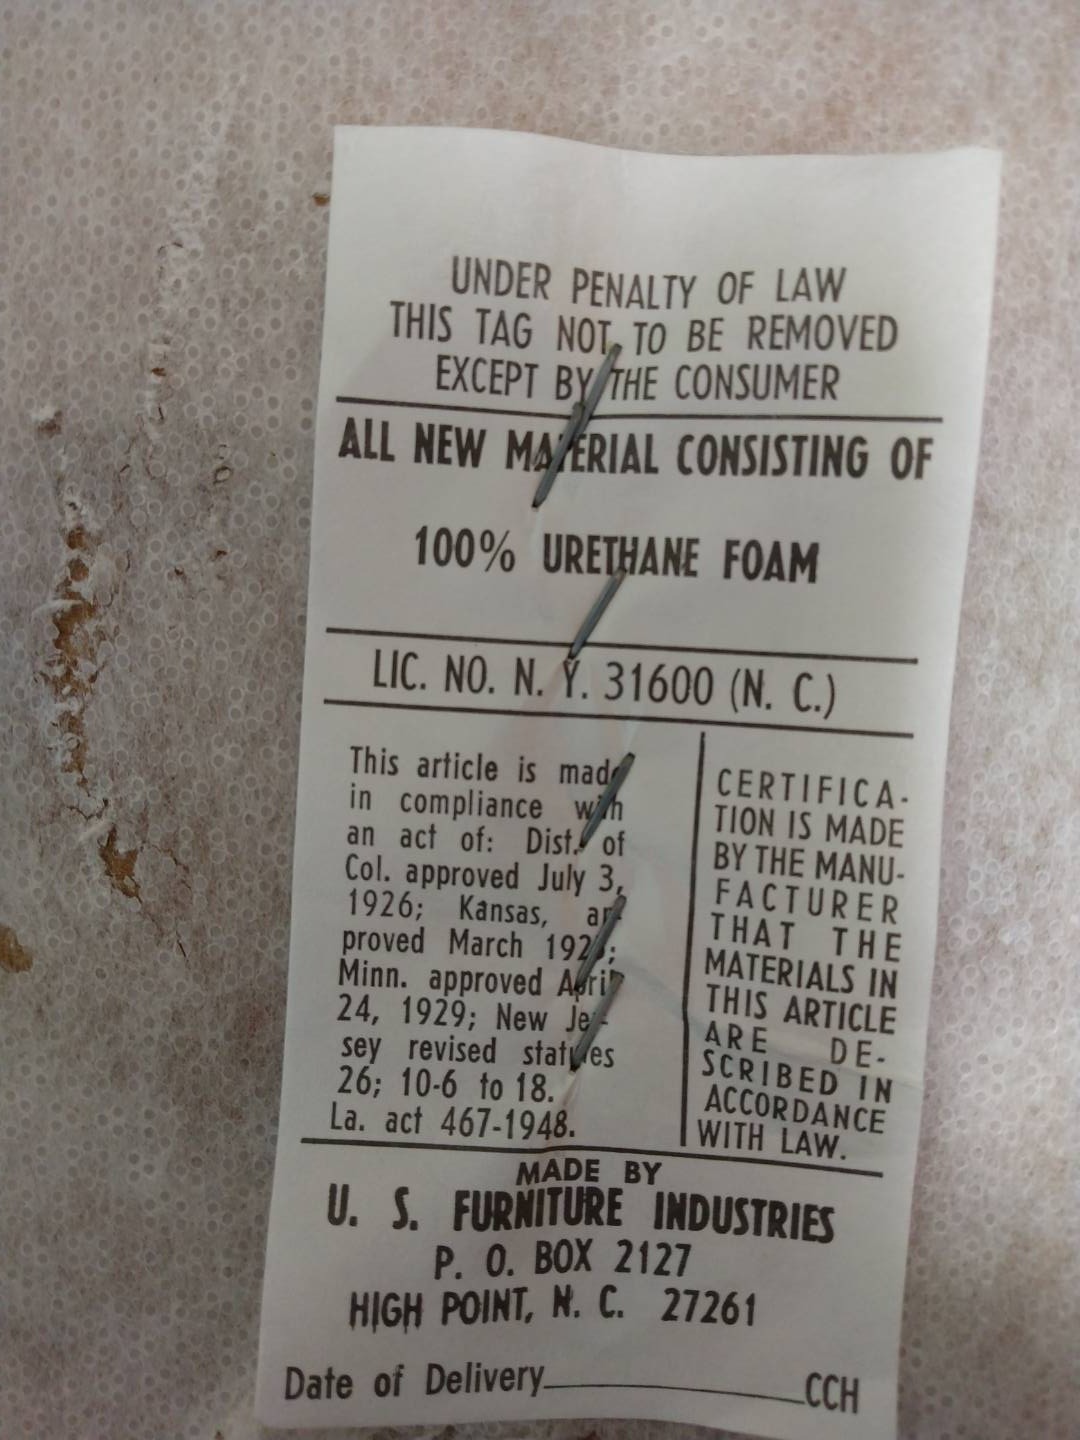 UNDER PENALTY OF LAW
THIS TAG NOT TO BE REMOVED
EXCEPT BY THE CONSUMER
ALL NEW MATERIAL CONSISTING OF
100% URETHANE FOAM
LIC. NO. N. Y. 31600 (N. C.)
This article is made
in compliance with
an act of: Dist. of
Col. approved July 3,
1926; Kansas, ap-
proved March
Minn. approved April
24, 1929; New Jer-
sey revised statutes
26; 10-6 to 18.
La. act 467-1948.
CERTIFICA-
TION IS MADE
BY THE MANU-
FACTURER
THAT THE
MATERIALS IN
THIS ARTICLE
ARE DE-
SCRIBED IN
ACCORDANCE
WITH LAW.
MADE BY
U. S. FURNITURE INDUSTRIES
P. O. BOX 2127
HIGH POINT, N. C. 27261
Date of Delivery CCH